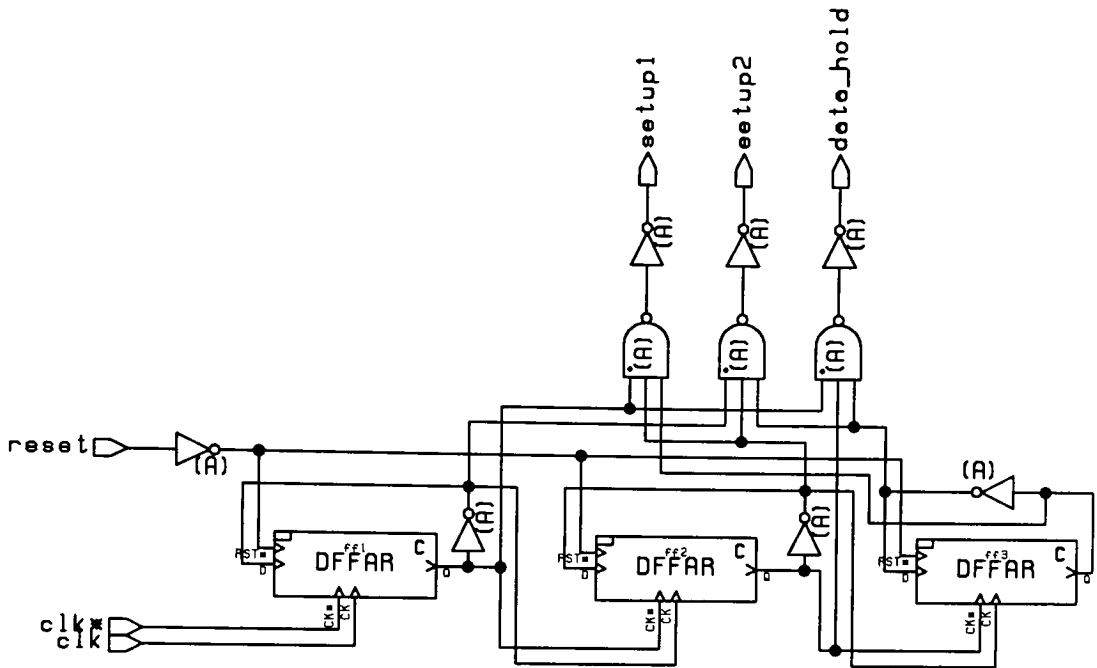 setup1
setup2
data_hold
(A)
(A)
(A)
(A)
(A)
(A)
reset
(A)
(A)
(A)
(A)
RST*
D
ff1
DFFAR
C
Q
CK*
CK
RST*
D
ff2
DFFAR
C
Q
CK*
CK
RST*
D
ff3
DFFAR
C
Q
CK*
CK
clk*
clk